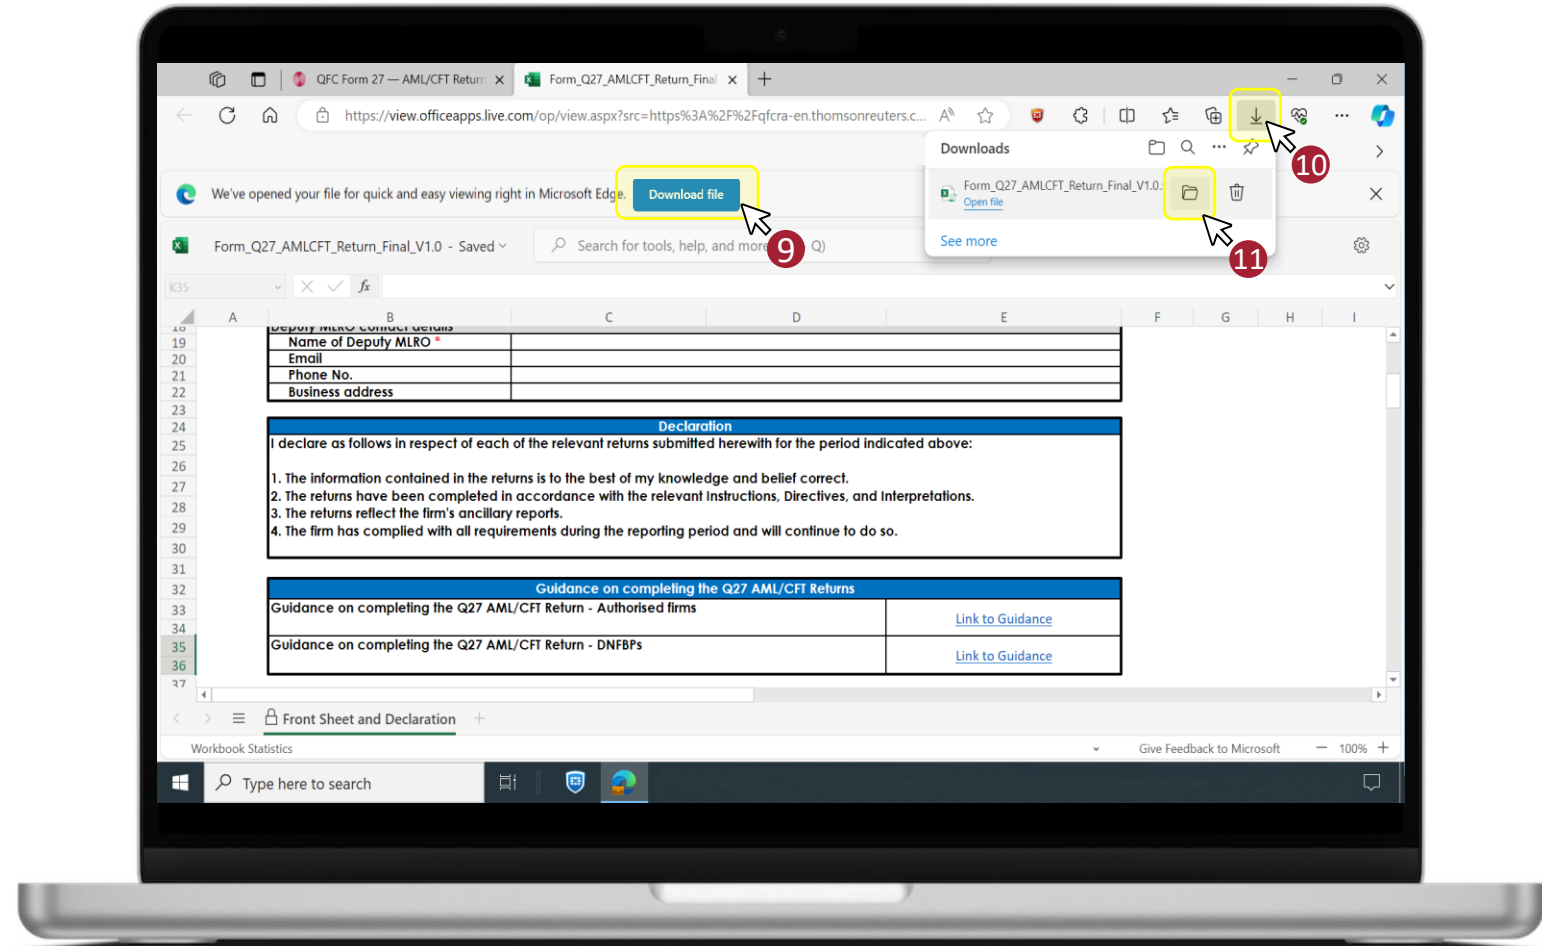 QFC Form 27 — AML/CFT Return
Form_Q27_AMLCFT_Return_Final
https://view.officeapps.live.com/op/view.aspx?src=https%3A%2F%2Fqfcra-en.thomsonreuters.c...
Downloads
10
We've opened your file for quick and easy viewing right in Microsoft Edge.
Download file
Form_Q27_AMLCFT_Return_Final_V1.0.
Open file
See more
9
11
Form_Q27_AMLCFT_Return_Final_V1.0 - Saved
Search for tools, help, and more Q)
K35
fx
A B C D E F G H I
18 Deputy MLRO contact details
19 Name of Deputy MLRO *
20 Email
21 Phone No.
22 Business address
23
24 Declaration
25 I declare as follows in respect of each of the relevant returns submitted herewith for the period indicated above:
26
27 1. The information contained in the returns is to the best of my knowledge and belief correct.
28 2. The returns have been completed in accordance with the relevant Instructions, Directives, and Interpretations.
3. The returns reflect the firm's ancillary reports.
29 4. The firm has complied with all requirements during the reporting period and will continue to do so.
30
31
32 Guidance on completing the Q27 AML/CFT Returns
33 Guidance on completing the Q27 AML/CFT Return - Authorised firms
Link to Guidance
34
35 Guidance on completing the Q27 AML/CFT Return - DNFBPs
Link to Guidance
36
37
Front Sheet and Declaration
Workbook Statistics
Give Feedback to Microsoft
100%
Type here to search